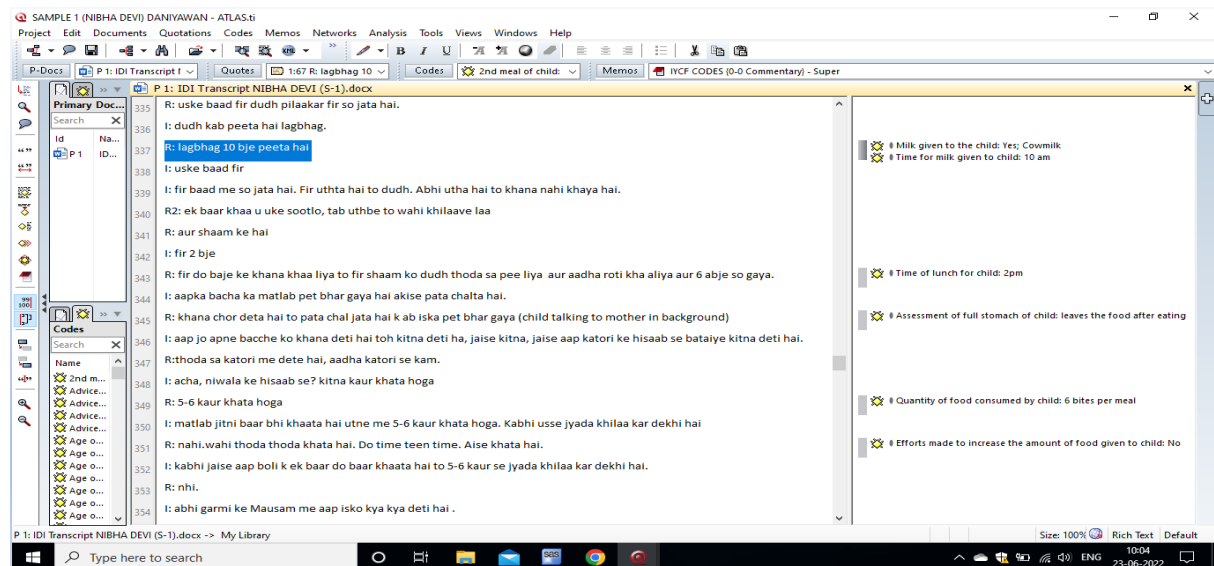 SAMPLE 1 (NIBHA DEVI) DANIYAWAN - ATLAS.ti
Project Edit Documents Quotations Codes Memos Networks Analysis Tools Views Windows Help
B I U
P-Docs P 1: IDI Transcript I Quotes 1:67 R: lagbhag 10 Codes 2nd meal of child: Memos IYCF CODES (0-0 Commentary) - Super
P 1: IDI Transcript NIBHA DEVI (S-1).docx
Primary Doc...
Search
Id Na...
P 1 ID...
335 R: uske baad fir dudh pilaakar fir so jata hai.
336 I: dudh kab peeta hai lagbhag.
337 R: lagbhag 10 bje peeta hai
Milk given to the child: Yes; Cowmilk
Time for milk given to child: 10 am
338 I: uske baad fir
339 I: fir baad me so jata hai. Fir uthta hai to dudh. Abhi utha hai to khana nahi khaya hai.
340 R2: ek baar khaa u uke sootlo, tab uthbe to wahi khilaave laa
341 R: aur shaam ke hai
342 I: fir 2 bje
343 R: fir do baje ke khana khaa liya to fir shaam ko dudh thoda sa pee liya aur aadha roti kha aliya aur 6 abje so gaya.
Time of lunch for child: 2pm
344 I: aapka bacha ka matlab pet bhar gaya hai akise pata chalta hai.
345 R: khana chor deta hai to pata chal jata hai k ab iska pet bhar gaya (child talking to mother in background)
Assessment of full stomach of child: leaves the food after eating
346 I: aap jo apne bacche ko khana deti hai toh kitna deti ha, jaise kitna, jaise aap katori ke hisaab se bataiye kitna deti hai.
347 R:thoda sa katori me dete hai, aadha katori se kam.
348 I: acha, niwala ke hisaab se? kitna kaur khata hoga
349 R: 5-6 kaur khata hoga
Quantity of food consumed by child: 6 bites per meal
350 I: matlab jitni baar bhi khaata hai utne me 5-6 kaur khata hoga. Kabhi usse jyada khilaa kar dekhi hai
351 R: nahi.wahi thoda thoda khata hai. Do time teen time. Aise khata hai.
Efforts made to increase the amount of food given to child: No
352 I: kabhi jaise aap boli k ek baar do baar khaata hai to 5-6 kaur se jyada khilaa kar dekhi hai.
353 R: nhi.
354 I: abhi garmi ke Mausam me aap isko kya kya deti hai .
Codes
Search
Name
2nd m...
Advice...
Advice...
Advice...
Advice...
Age o...
Age o...
Age o...
Age o...
Age o...
Age o...
P 1: IDI Transcript NIBHA DEVI (S-1).docx -> My Library
Size: 100% Rich Text Default
Type here to search
SAS
ENG
10:04
23-06-2022